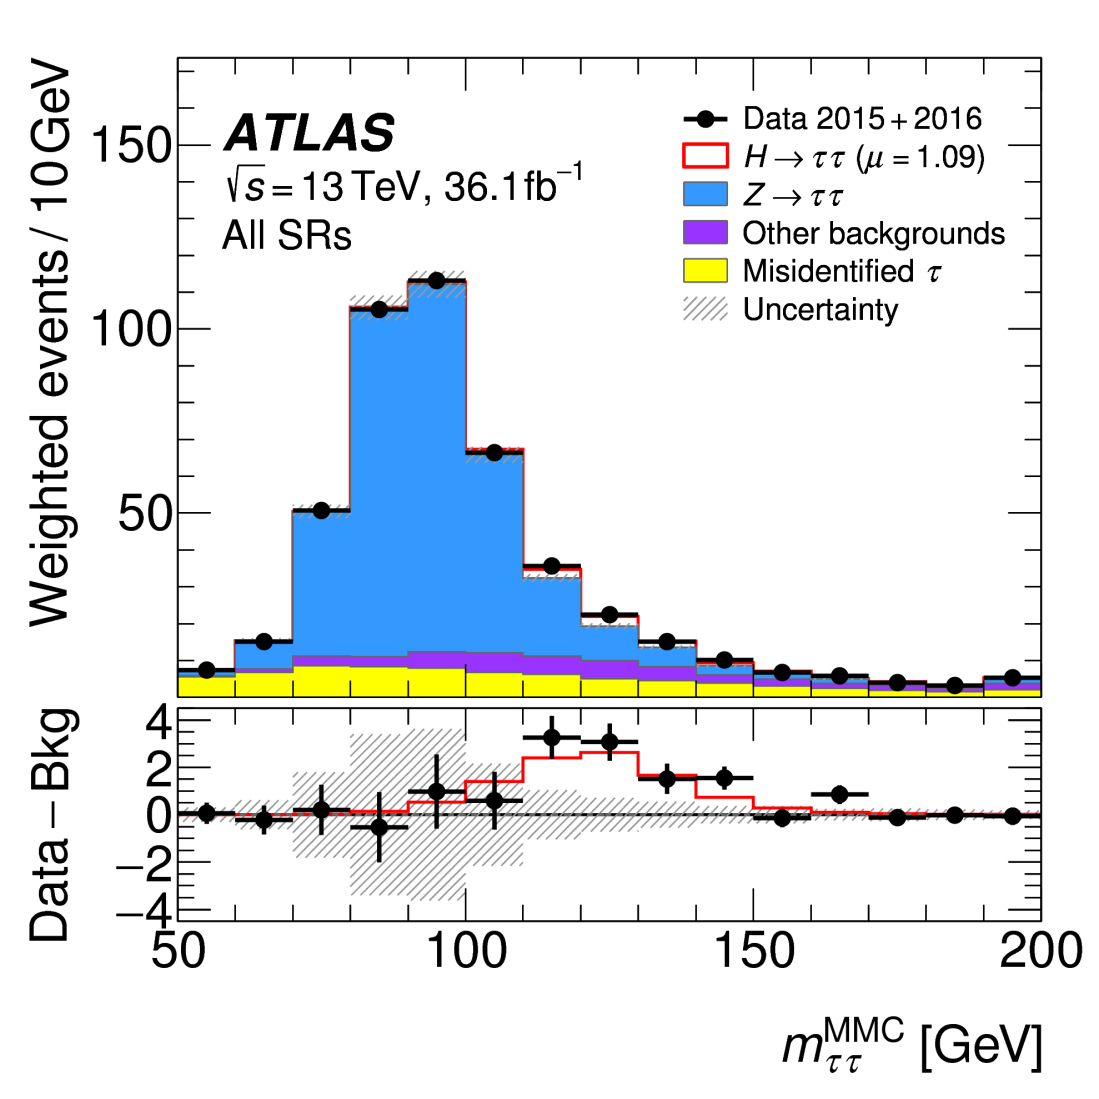 Weighted events / 10 GeV
150
100
50
ATLAS
√s = 13 TeV, 36.1 fb⁻¹
All SRs
Data 2015 + 2016
H → ττ (μ = 1.09)
Z → ττ
Other backgrounds
Misidentified τ
Uncertainty
Data − Bkg
4
2
0
−2
−4
50 100 150 200
m_ττ^MMC [GeV]